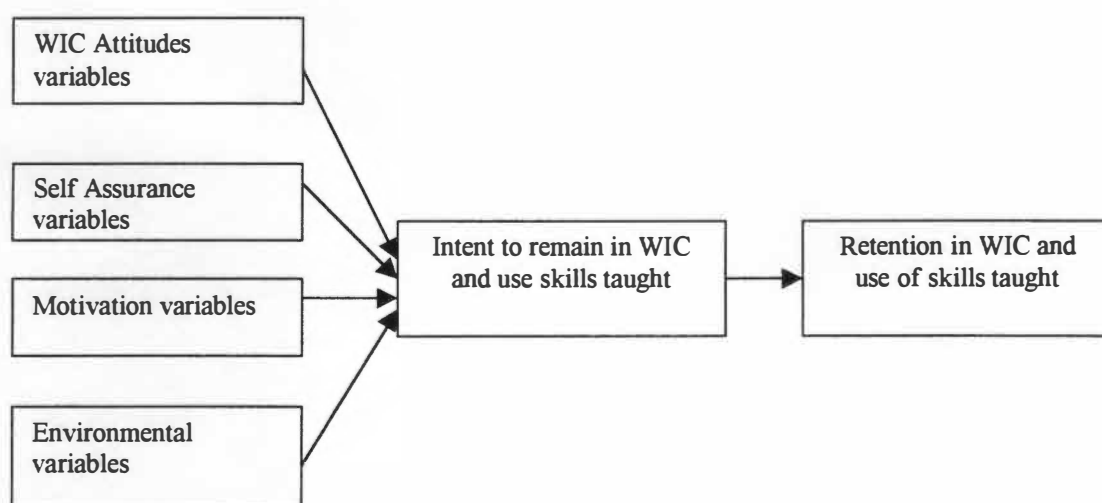 WIC Attitudes
variables
Self Assurance
variables
Motivation variables
Environmental
variables
Intent to remain in WIC
and use skills taught
Retention in WIC and
use of skills taught